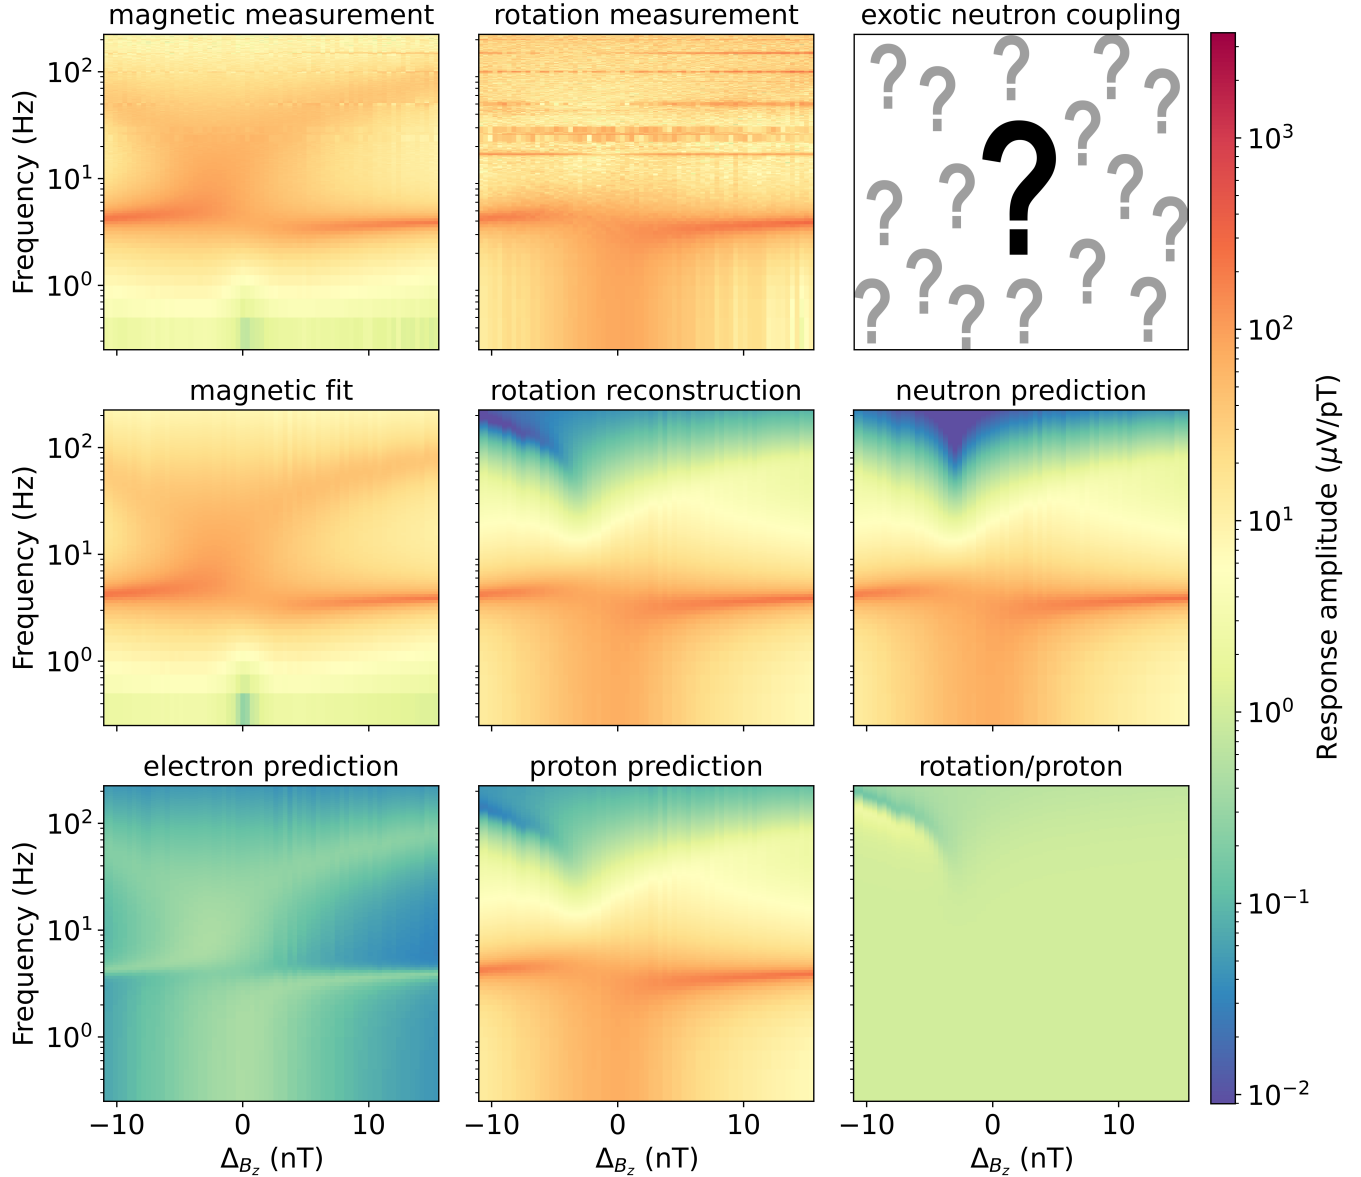 magnetic measurement
rotation measurement
exotic neutron coupling
Frequency (Hz)
10²
10¹
10⁰
? ? ? ? ? ? ? ? ? ? ? ? ? ? ? ?
magnetic fit
rotation reconstruction
neutron prediction
Frequency (Hz)
10²
10¹
10⁰
electron prediction
proton prediction
rotation/proton
Frequency (Hz)
10²
10¹
10⁰
−10 0 10
−10 0 10
−10 0 10
Δ_{B_z} (nT)
Δ_{B_z} (nT)
Δ_{B_z} (nT)
10³
10²
10¹
10⁰
10⁻¹
10⁻²
Response amplitude (μV/pT)